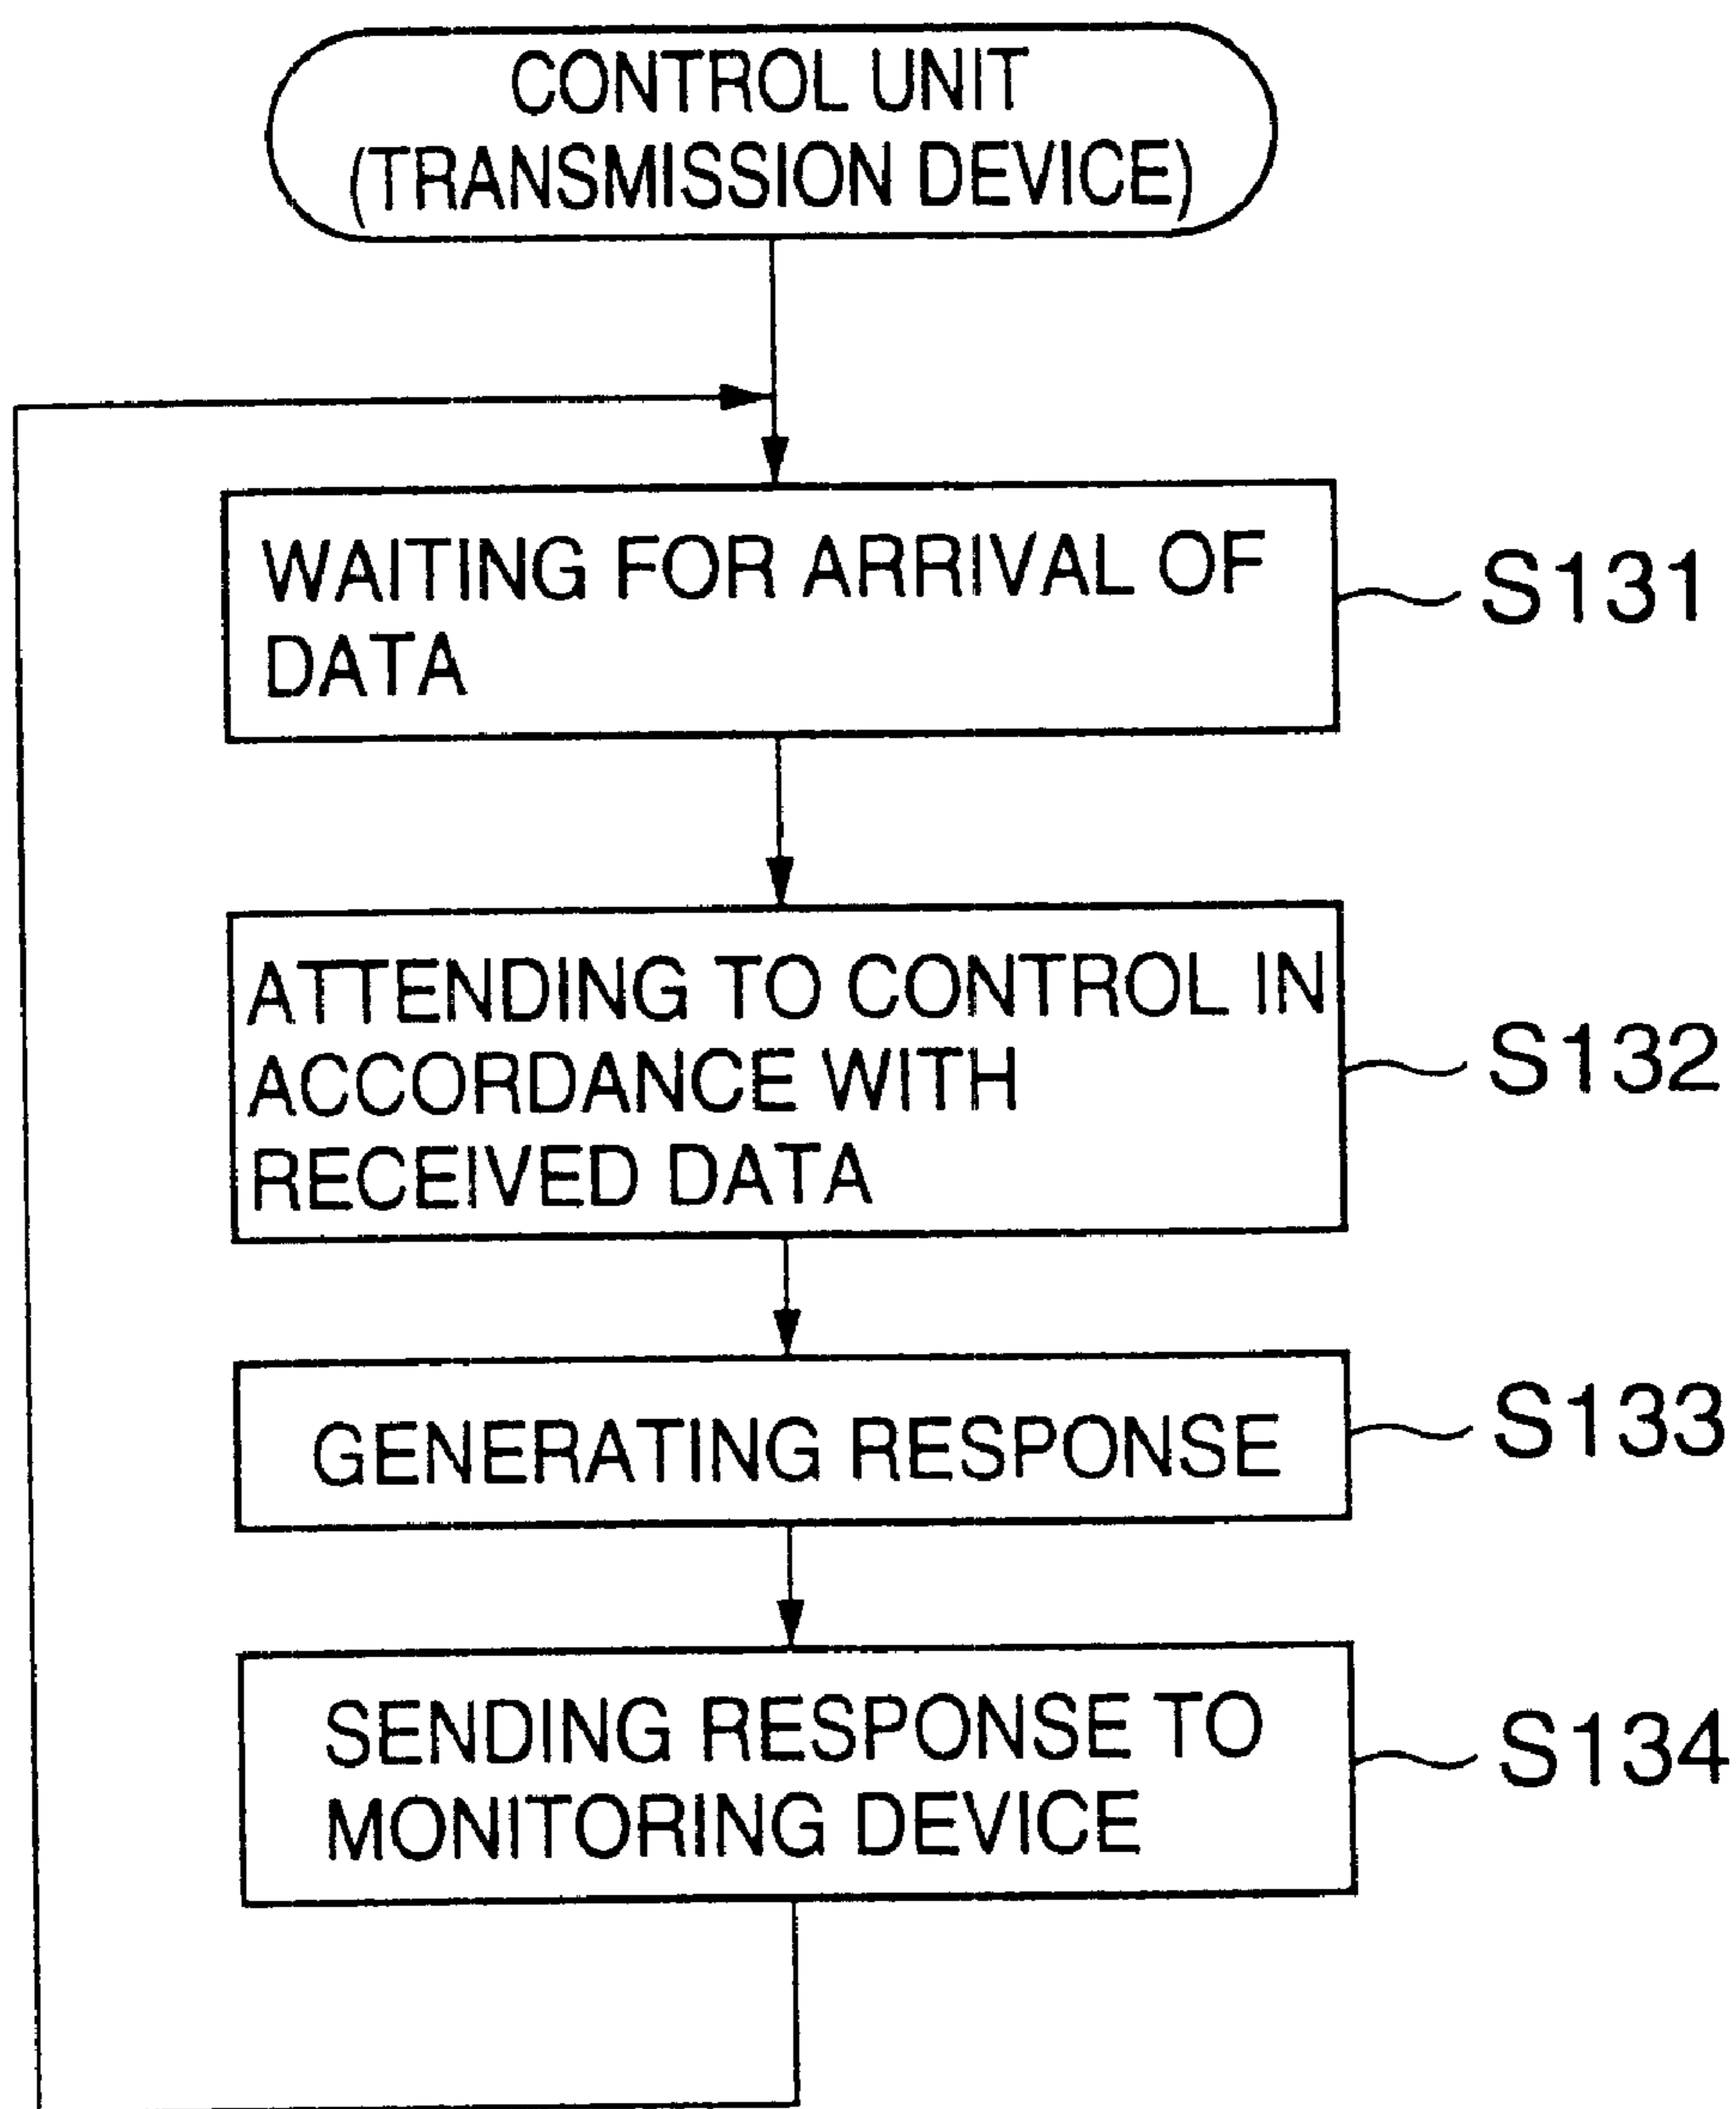 CONTROL UNIT
(TRANSMISSION DEVICE)
WAITING FOR ARRIVAL OF
DATA
S131
ATTENDING TO CONTROL IN
ACCORDANCE WITH
RECEIVED DATA
S132
GENERATING RESPONSE
S133
SENDING RESPONSE TO
MONITORING DEVICE
S134